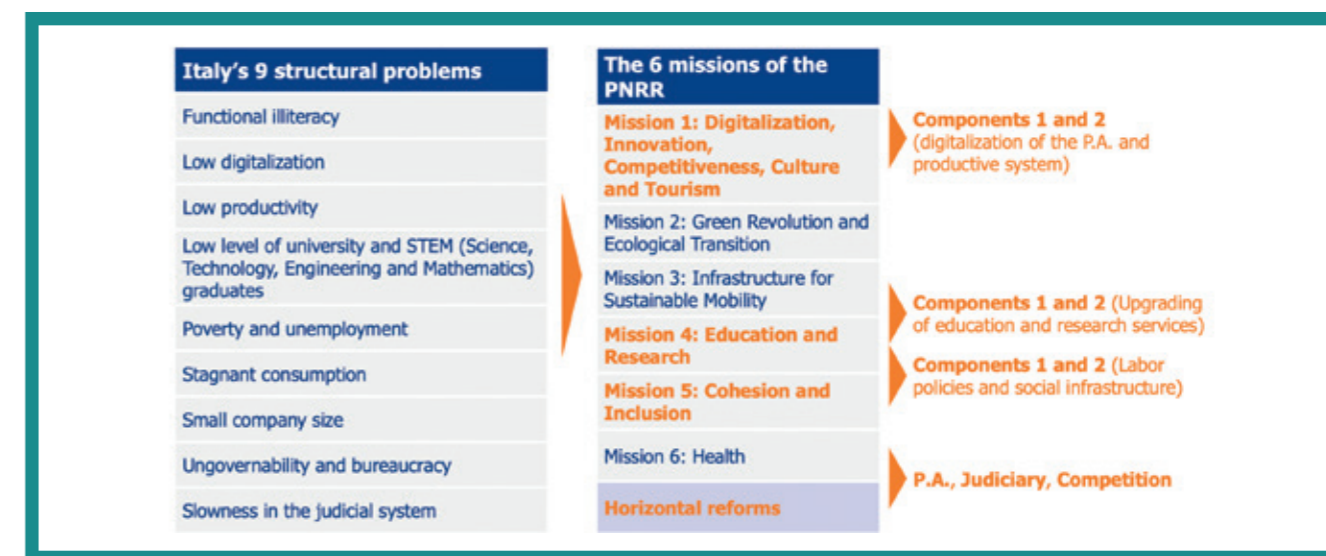 Italy's 9 structural problems
Functional illiteracy
Low digitalization
Low productivity
Low level of university and STEM (Science,
Technology, Engineering and Mathematics)
graduates
Poverty and unemployment
Stagnant consumption
Small company size
Ungovernability and bureaucracy
Slowness in the judicial system
The 6 missions of the
PNRR
Mission 1: Digitalization,
Innovation,
Competitiveness, Culture
and Tourism
Mission 2: Green Revolution and
Ecological Transition
Mission 3: Infrastructure for
Sustainable Mobility
Mission 4: Education and
Research
Mission 5: Cohesion and
Inclusion
Mission 6: Health
Horizontal reforms
Components 1 and 2
(digitalization of the P.A. and
productive system)
Components 1 and 2 (Upgrading
of education and research services)
Components 1 and 2 (Labor
policies and social infrastructure)
P.A., Judiciary, Competition